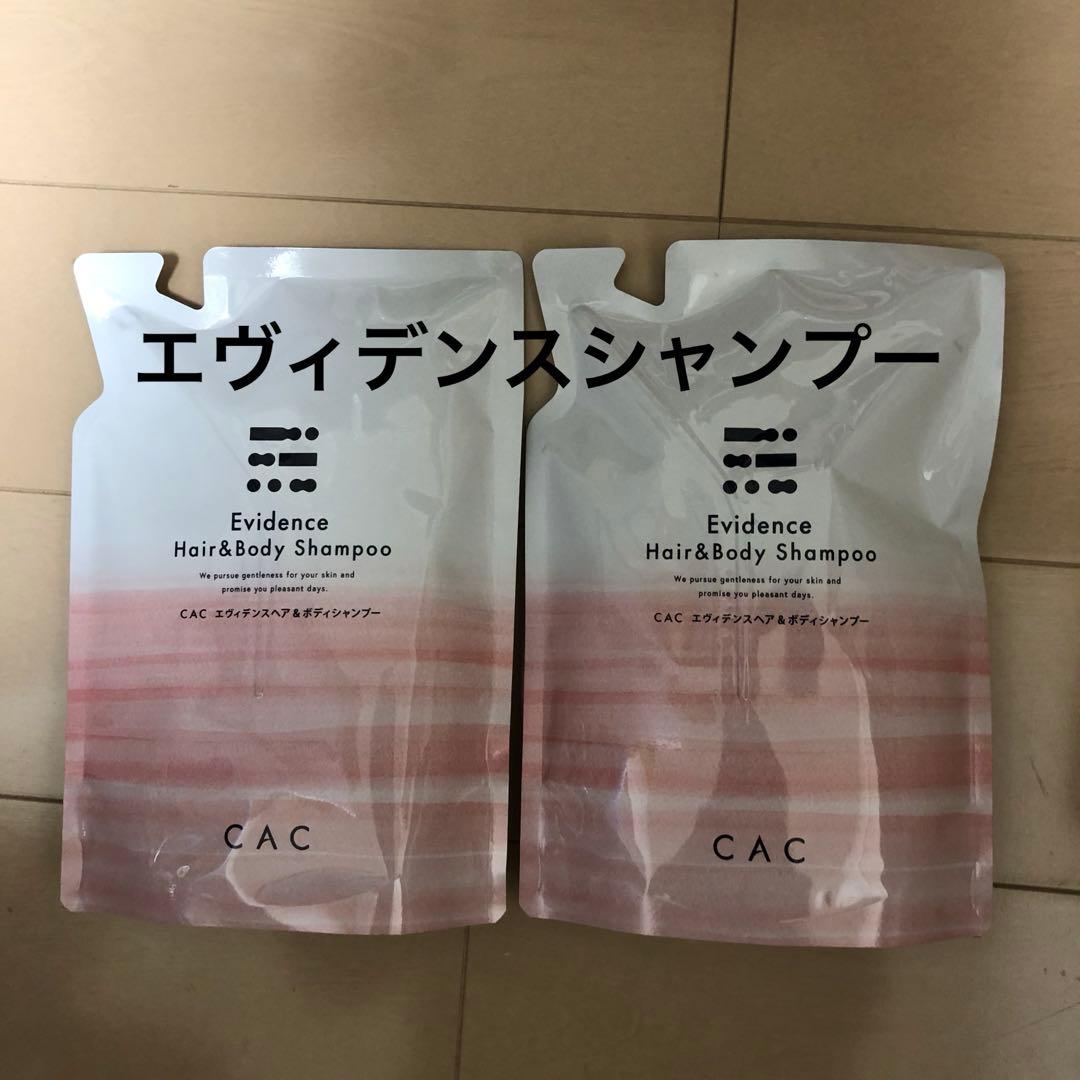 エヴィデンスシャンプー
Evidence
Hair&Body Shampoo
We pursue gentleness for your skin and
promise you pleasant days.
CAC エヴィデンスヘア&ボディシャンプー
CAC
Evidence
Hair&Body Shampoo
We pursue gentleness for your skin and
promise you pleasant days.
CAC エヴィデンスヘア&ボディシャンプー
CAC